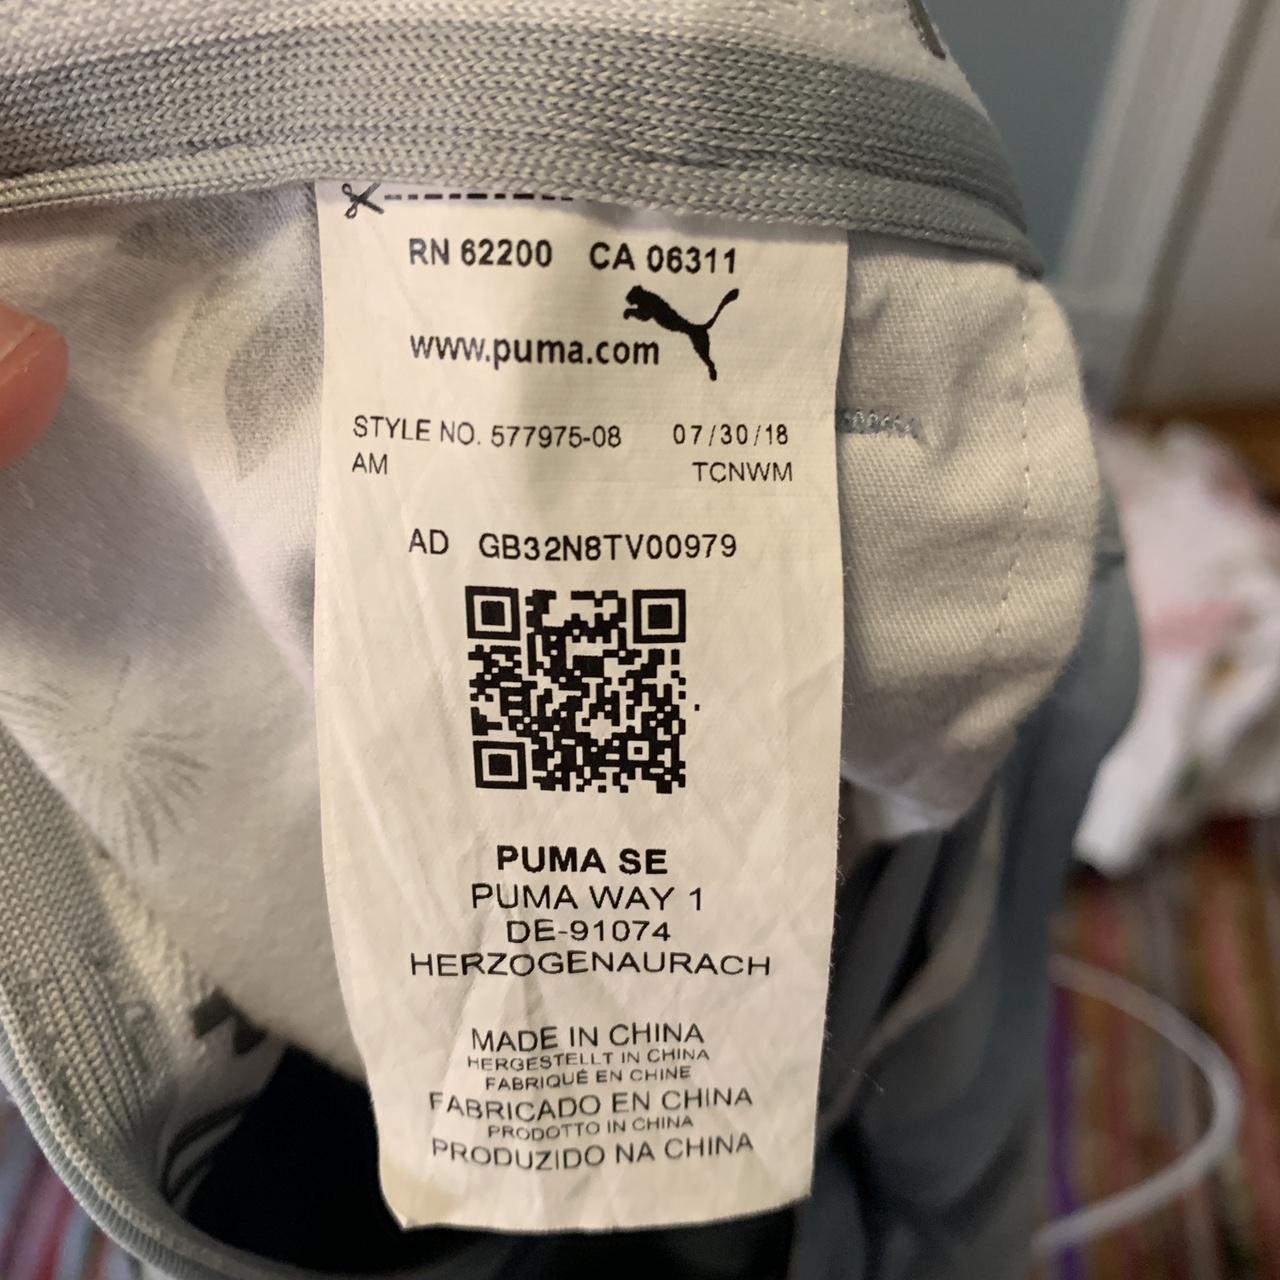 RN 62200 CA 06311
www.puma.com
STYLE NO. 577975-08 07/30/18
AM TCNWM
AD GB32N8TV00979
PUMA SE
PUMA WAY 1
DE-91074
HERZOGENAURACH
MADE IN CHINA
HERGESTELLT IN CHINA
FABRIQUÉ EN CHINE
FABRICADO EN CHINA
PRODOTTO IN CHINA
PRODUZIDO NA CHINA